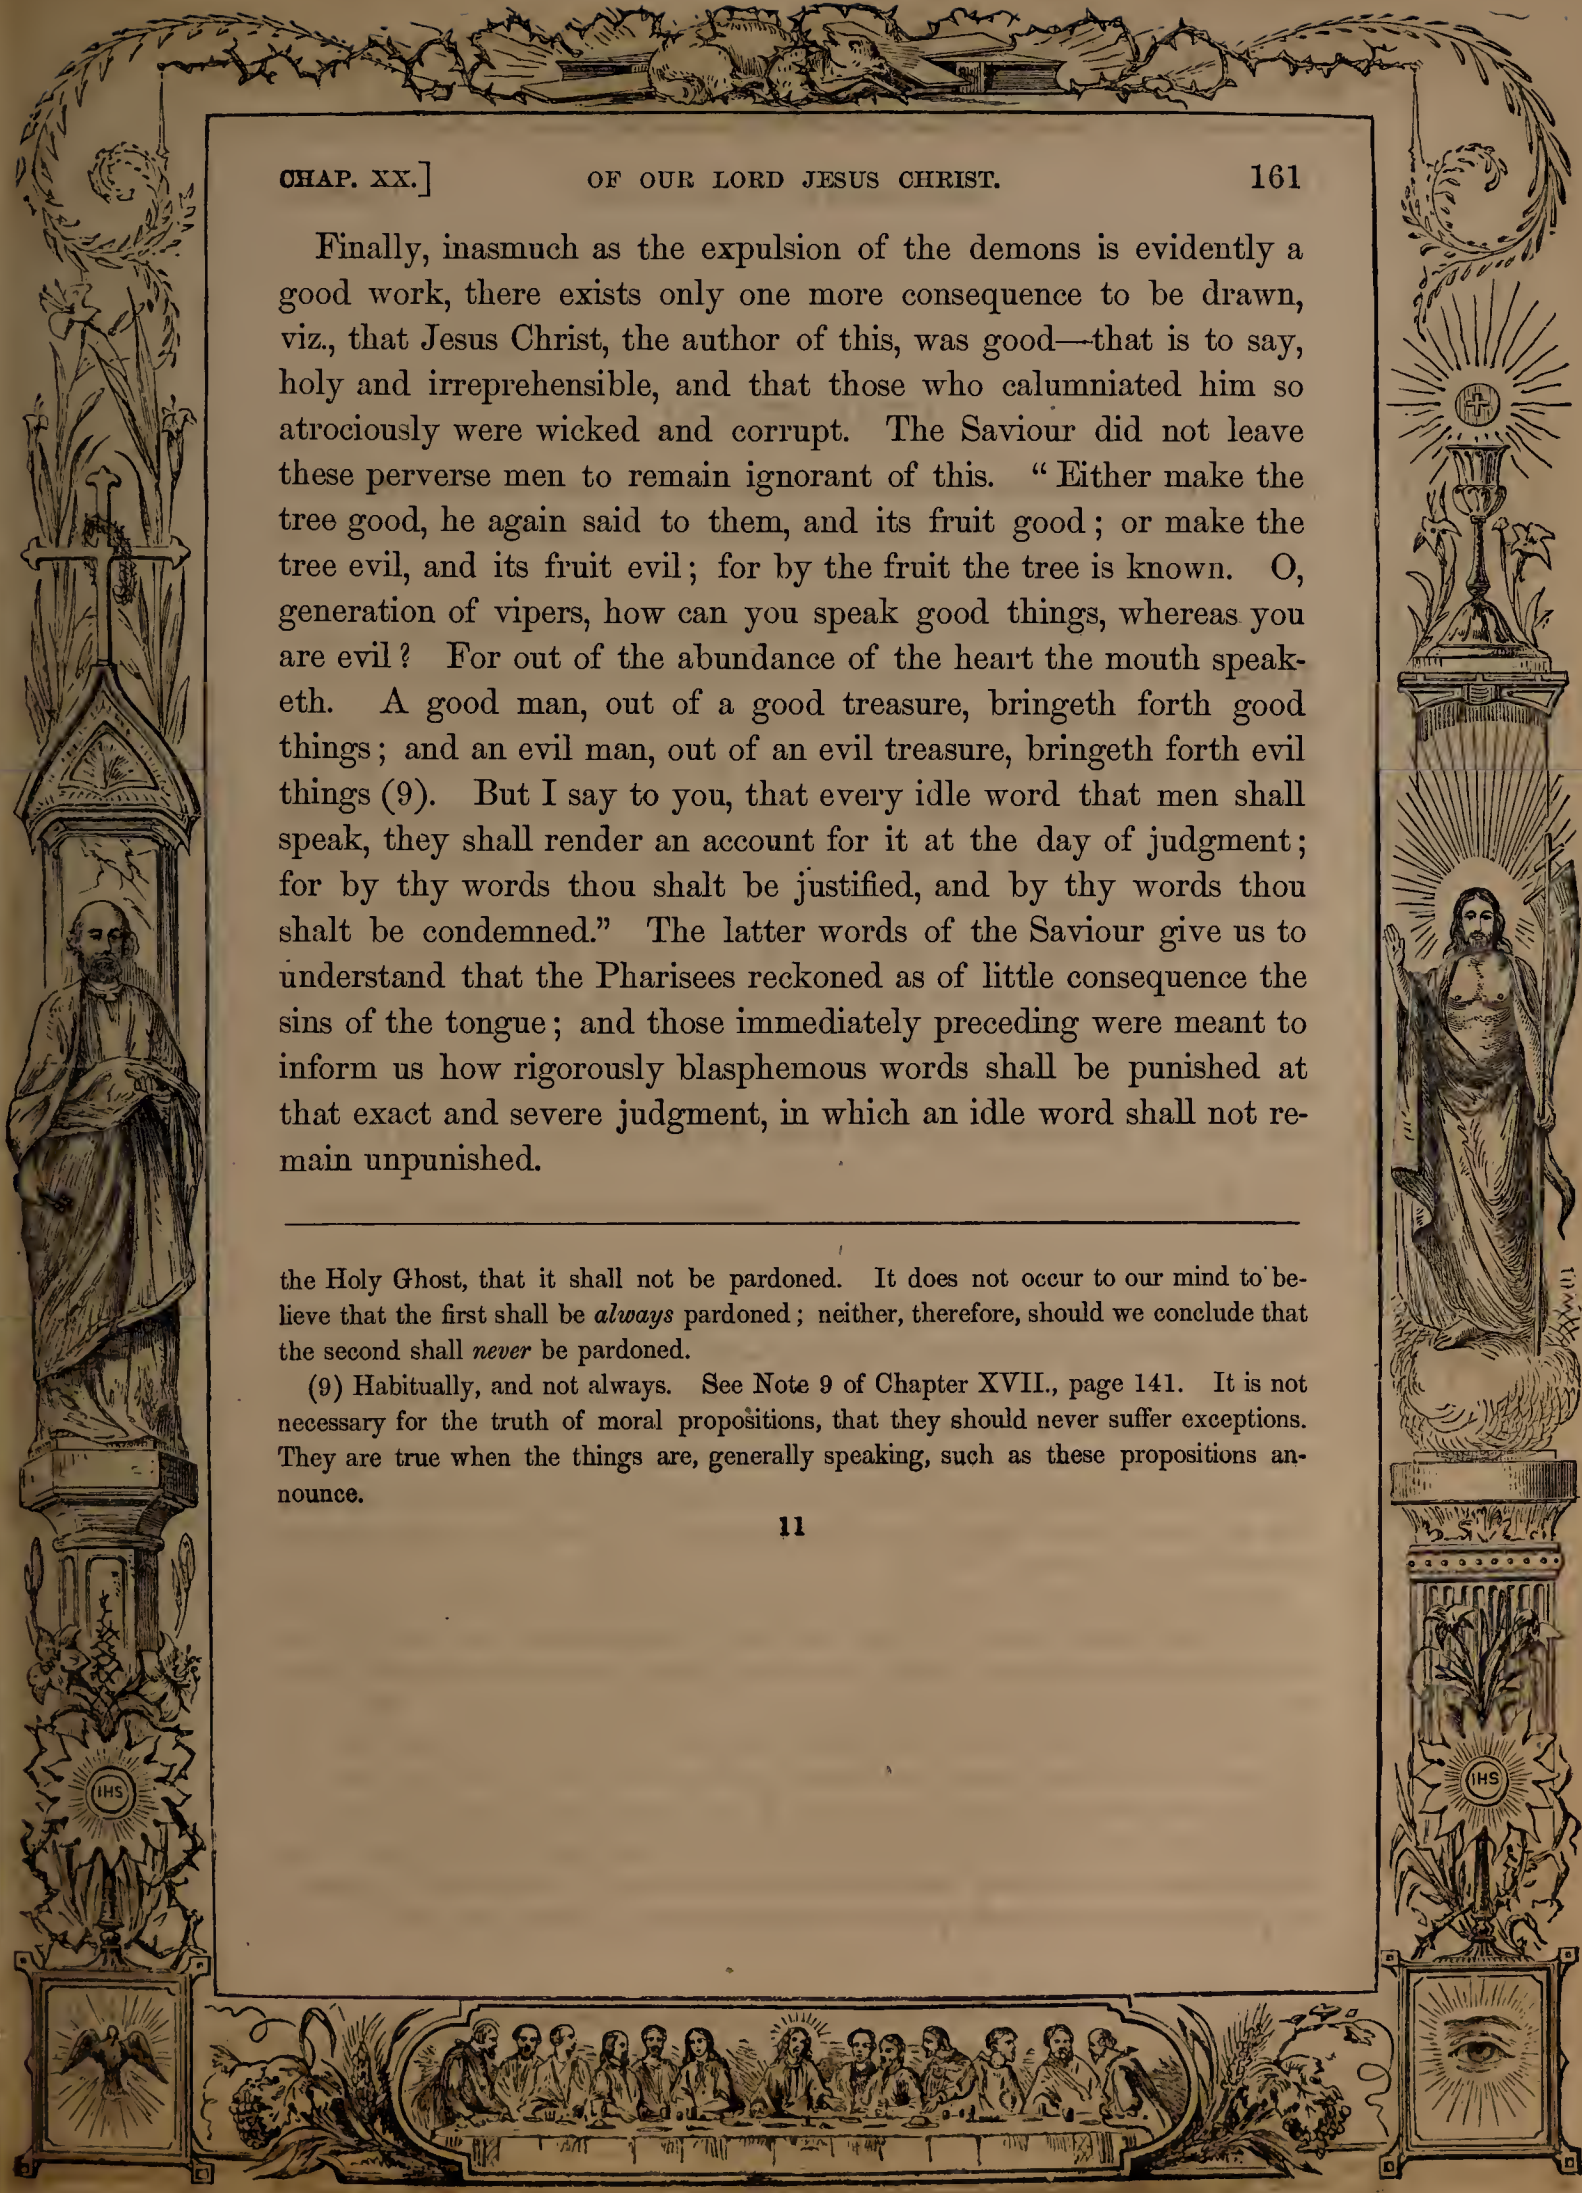 CHAP. XX.] OF OUR LORD JESUS CHRIST. 161
Finally, inasmuch as the expulsion of the demons is evidently a
good work, there exists only one more consequence to be drawn,
viz., that Jesus Christ, the author of this, was good—that is to say,
holy and irreprehensible, and that those who calumniated him so
atrociously were wicked and corrupt. The Saviour did not leave
these perverse men to remain ignorant of this. “Either make the
tree good, he again said to them, and its fruit good; or make the
tree evil, and its fruit evil; for by the fruit the tree is known. O,
generation of vipers, how can you speak good things, whereas you
are evil? For out of the abundance of the heart the mouth speak-
eth. A good man, out of a good treasure, bringeth forth good
things; and an evil man, out of an evil treasure, bringeth forth evil
things (9). But I say to you, that every idle word that men shall
speak, they shall render an account for it at the day of judgment;
for by thy words thou shalt be justified, and by thy words thou
shalt be condemned.” The latter words of the Saviour give us to
understand that the Pharisees reckoned as of little consequence the
sins of the tongue; and those immediately preceding were meant to
inform us how rigorously blasphemous words shall be punished at
that exact and severe judgment, in which an idle word shall not re-
main unpunished.
the Holy Ghost, that it shall not be pardoned. It does not occur to our mind to be-
lieve that the first shall be always pardoned; neither, therefore, should we conclude that
the second shall never be pardoned.
(9) Habitually, and not always. See Note 9 of Chapter XVII., page 141. It is not
necessary for the truth of moral propositions, that they should never suffer exceptions.
They are true when the things are, generally speaking, such as these propositions an-
nounce.
11
IHS
IHS